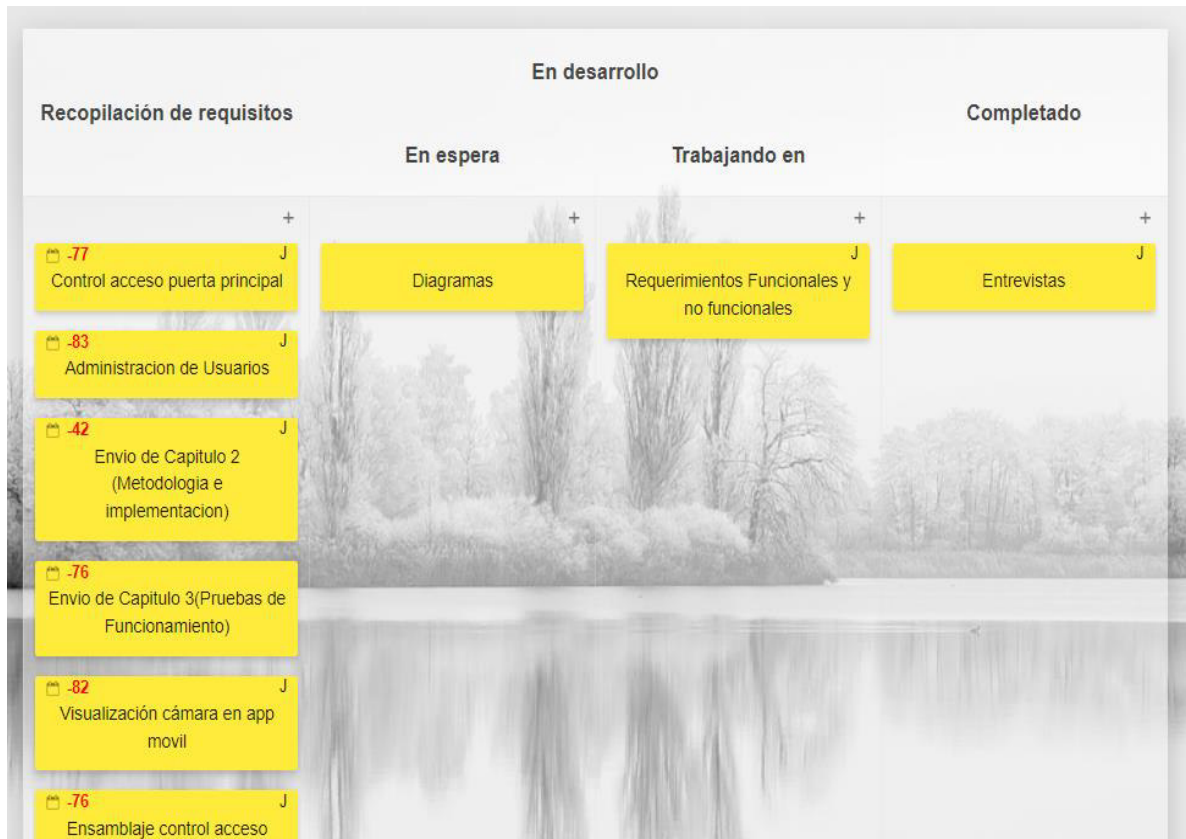 En desarrollo
Recopilación de requisitos
Completado
En espera
Trabajando en
+
+
+
+
-77
J
Control acceso puerta principal
-83
J
Administracion de Usuarios
-42
J
Envio de Capitulo 2
(Metodologia e
implementacion)
-76
Envio de Capitulo 3(Pruebas de
Funcionamiento)
-82
J
Visualización cámara en app
movil
-76
J
Ensamblaje control acceso
Diagramas
J
Requerimientos Funcionales y
no funcionales
J
Entrevistas